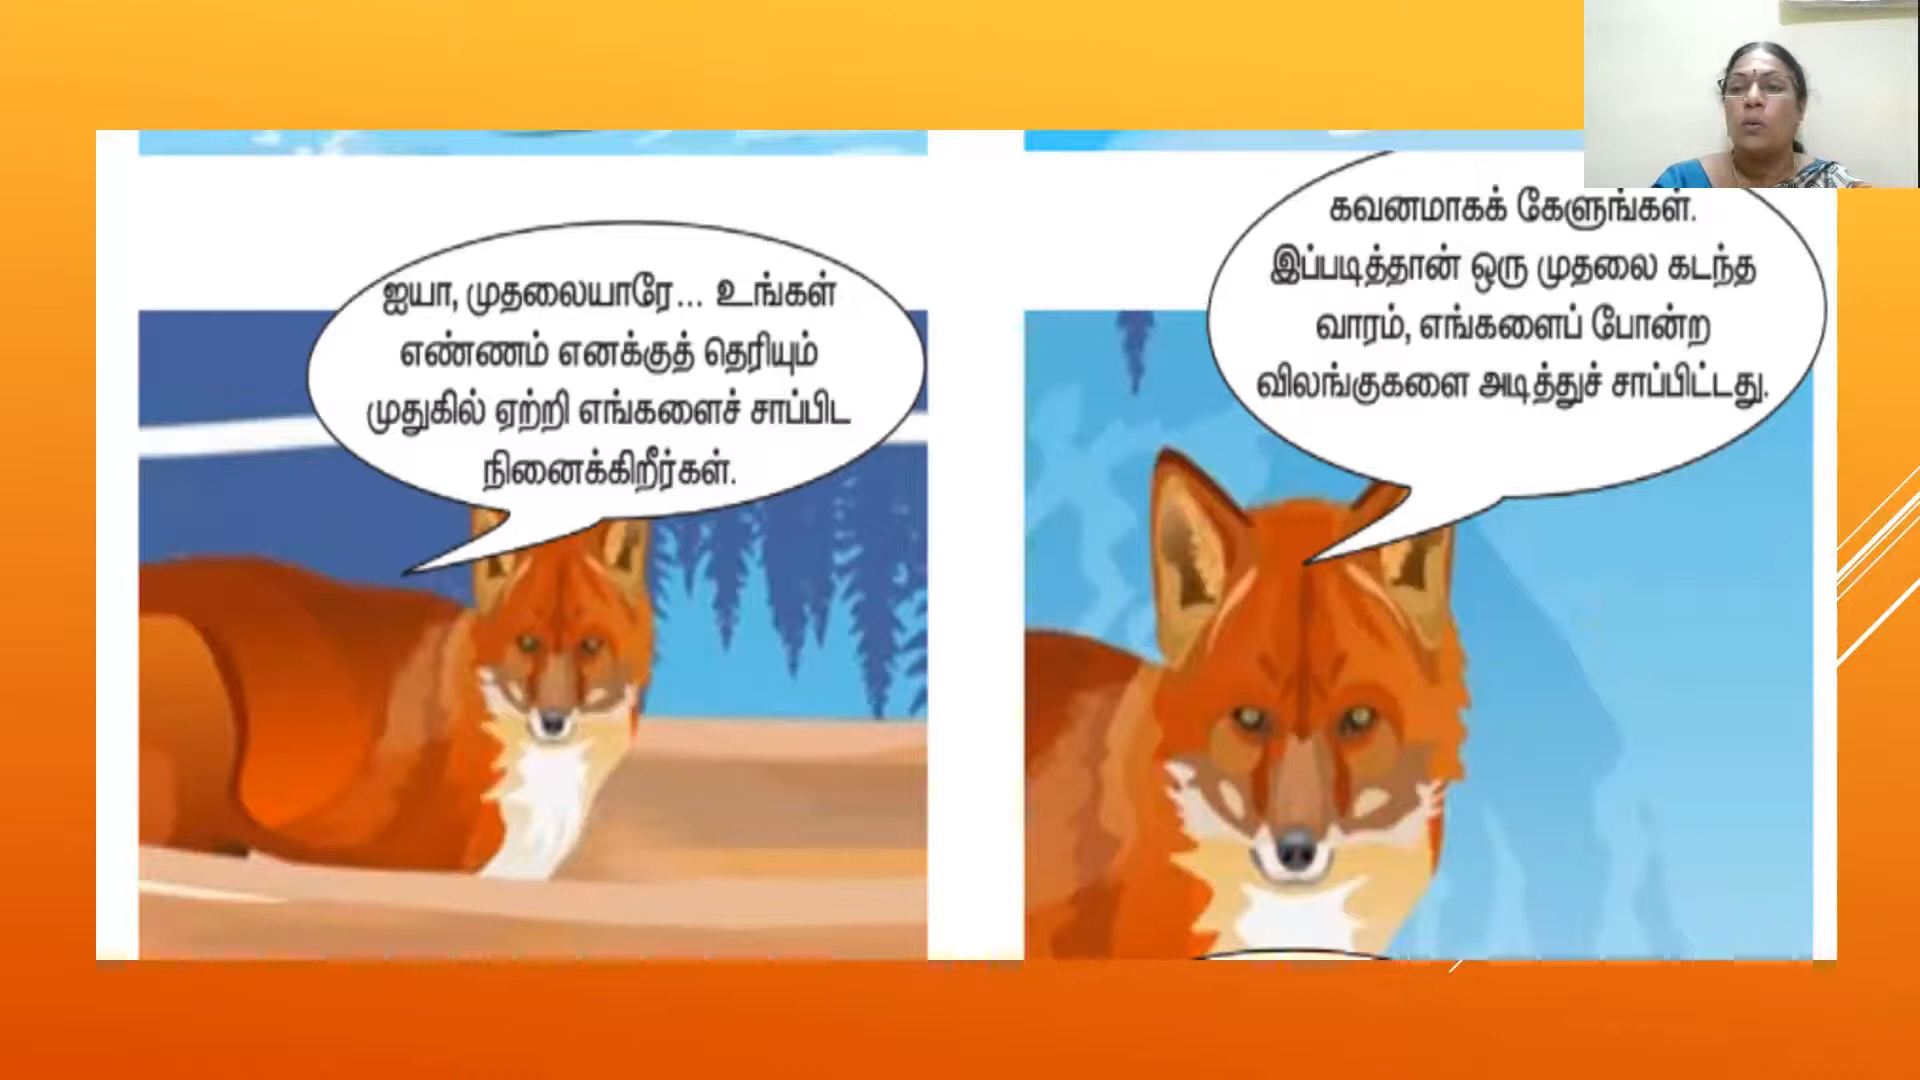 ஐயா, முதலையாரே... உங்கள்
எண்ணம் எனக்குத் தெரியும்
முதுகில் ஏற்றி எங்களைச் சாப்பிட
நினைக்கிறீர்கள்.
கவனமாகக் கேளுங்கள்.
இப்படித்தான் ஒரு முதலை கடந்த
வாரம், எங்களைப் போன்ற
விலங்குகளை அடித்துச் சாப்பிட்டது.